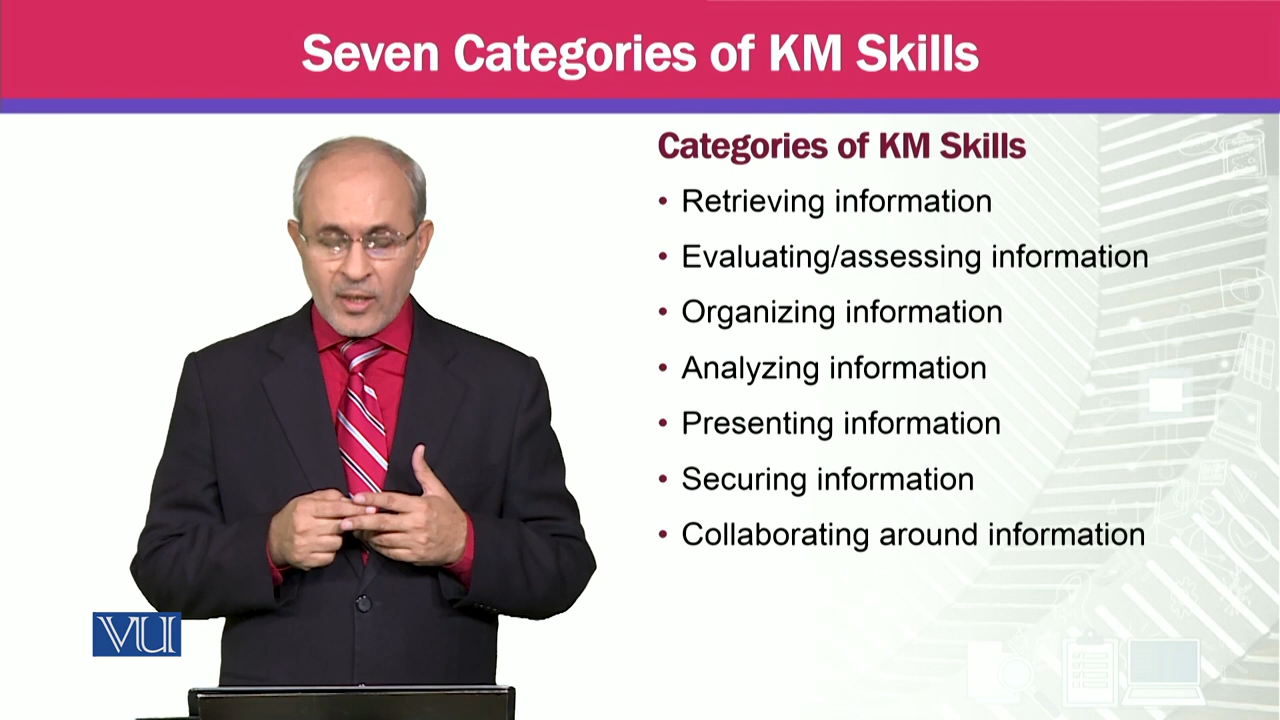 Seven Categories of KM Skills
Categories of KM Skills
• Retrieving information
• Evaluating/assessing information
• Organizing information
• Analyzing information
• Presenting information
• Securing information
• Collaborating around information
VU